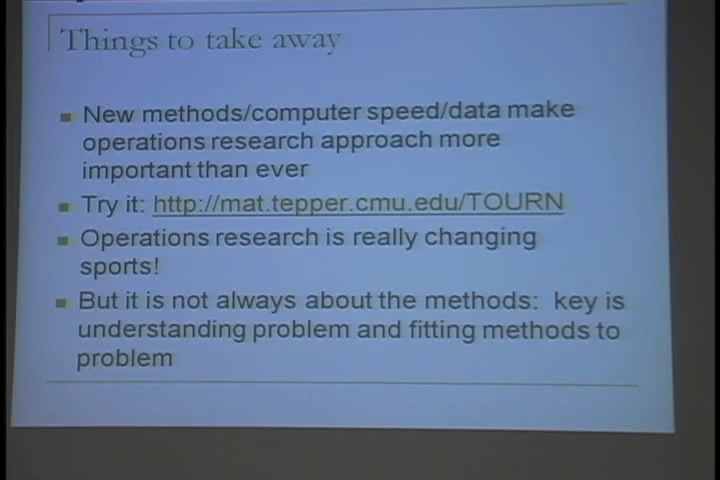 Things to take away
New methods/computer speed/data make
operations research approach more
important than ever
Try it: http://mat.tepper.cmu.edu/TOURN
Operations research is really changing
sports!
But it is not always about the methods: key is
understanding problem and fitting methods to
problem